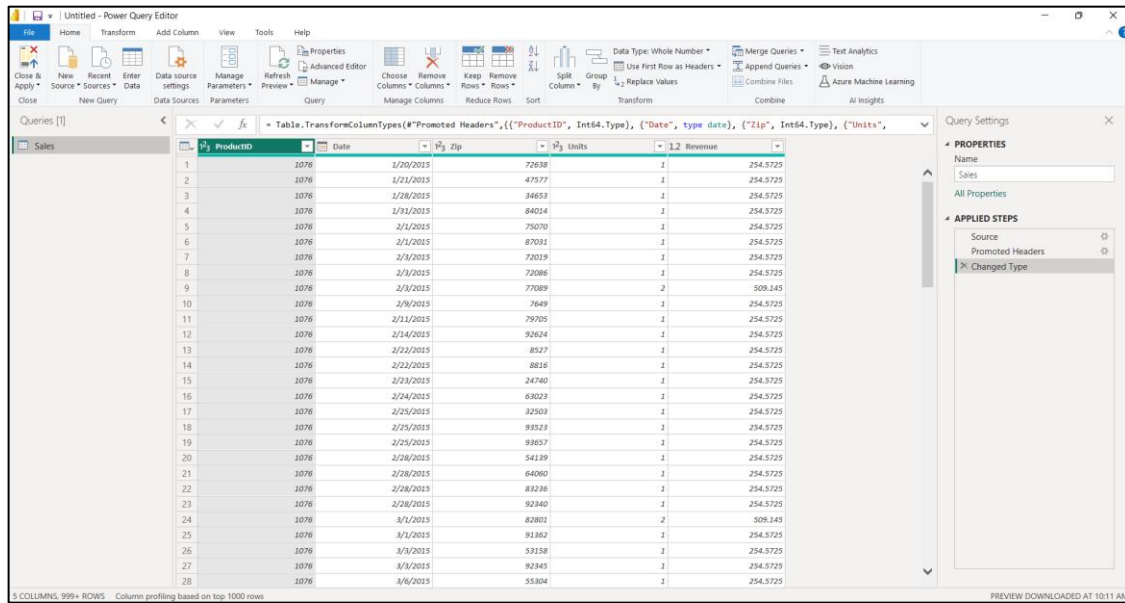 Untitled - Power Query Editor
File Home Transform Add Column View Tools Help
Close & Apply
New Source
Recent Sources
Enter Data
Data source settings
Manage Parameters
Refresh Preview
Properties
Advanced Editor
Manage
Choose Columns
Remove Columns
Keep Rows
Remove Rows
Split Column
Group By
Data Type: Whole Number
Use First Row as Headers
Replace Values
Merge Queries
Append Queries
Combine Files
Text Analytics
Vision
Azure Machine Learning
Close New Query Data Sources Parameters Query Manage Columns Reduce Rows Sort Transform Combine AI Insights
Queries [1]
Sales
fx = Table.TransformColumnTypes(#"Promoted Headers",{{"ProductID", Int64.Type}, {"Date", type date}, {"Zip", Int64.Type}, {"Units",
1²3 ProductID Date 1²3 Zip 1²3 Units 1.2 Revenue
1 1076 1/20/2015 72638 1 254.5725
2 1076 1/21/2015 47577 1 254.5725
3 1076 1/28/2015 34653 1 254.5725
4 1076 1/31/2015 84014 1 254.5725
5 1076 2/1/2015 75070 1 254.5725
6 1076 2/1/2015 87031 1 254.5725
7 1076 2/3/2015 72019 1 254.5725
8 1076 2/3/2015 72086 1 254.5725
9 1076 2/3/2015 77089 2 509.145
10 1076 2/9/2015 7649 1 254.5725
11 1076 2/11/2015 79705 1 254.5725
12 1076 2/14/2015 92624 1 254.5725
13 1076 2/22/2015 8527 1 254.5725
14 1076 2/22/2015 8816 1 254.5725
15 1076 2/23/2015 24740 1 254.5725
16 1076 2/24/2015 63023 1 254.5725
17 1076 2/25/2015 32503 1 254.5725
18 1076 2/25/2015 93523 1 254.5725
19 1076 2/25/2015 93657 1 254.5725
20 1076 2/28/2015 54139 1 254.5725
21 1076 2/28/2015 64060 1 254.5725
22 1076 2/28/2015 83236 1 254.5725
23 1076 2/28/2015 92340 1 254.5725
24 1076 3/1/2015 82801 2 509.145
25 1076 3/1/2015 91362 1 254.5725
26 1076 3/3/2015 53158 1 254.5725
27 1076 3/3/2015 92345 1 254.5725
28 1076 3/6/2015 55304 1 254.5725
Query Settings
PROPERTIES
Name
Sales
All Properties
APPLIED STEPS
Source
Promoted Headers
Changed Type
5 COLUMNS, 999+ ROWS Column profiling based on top 1000 rows
PREVIEW DOWNLOADED AT 10:11 AM